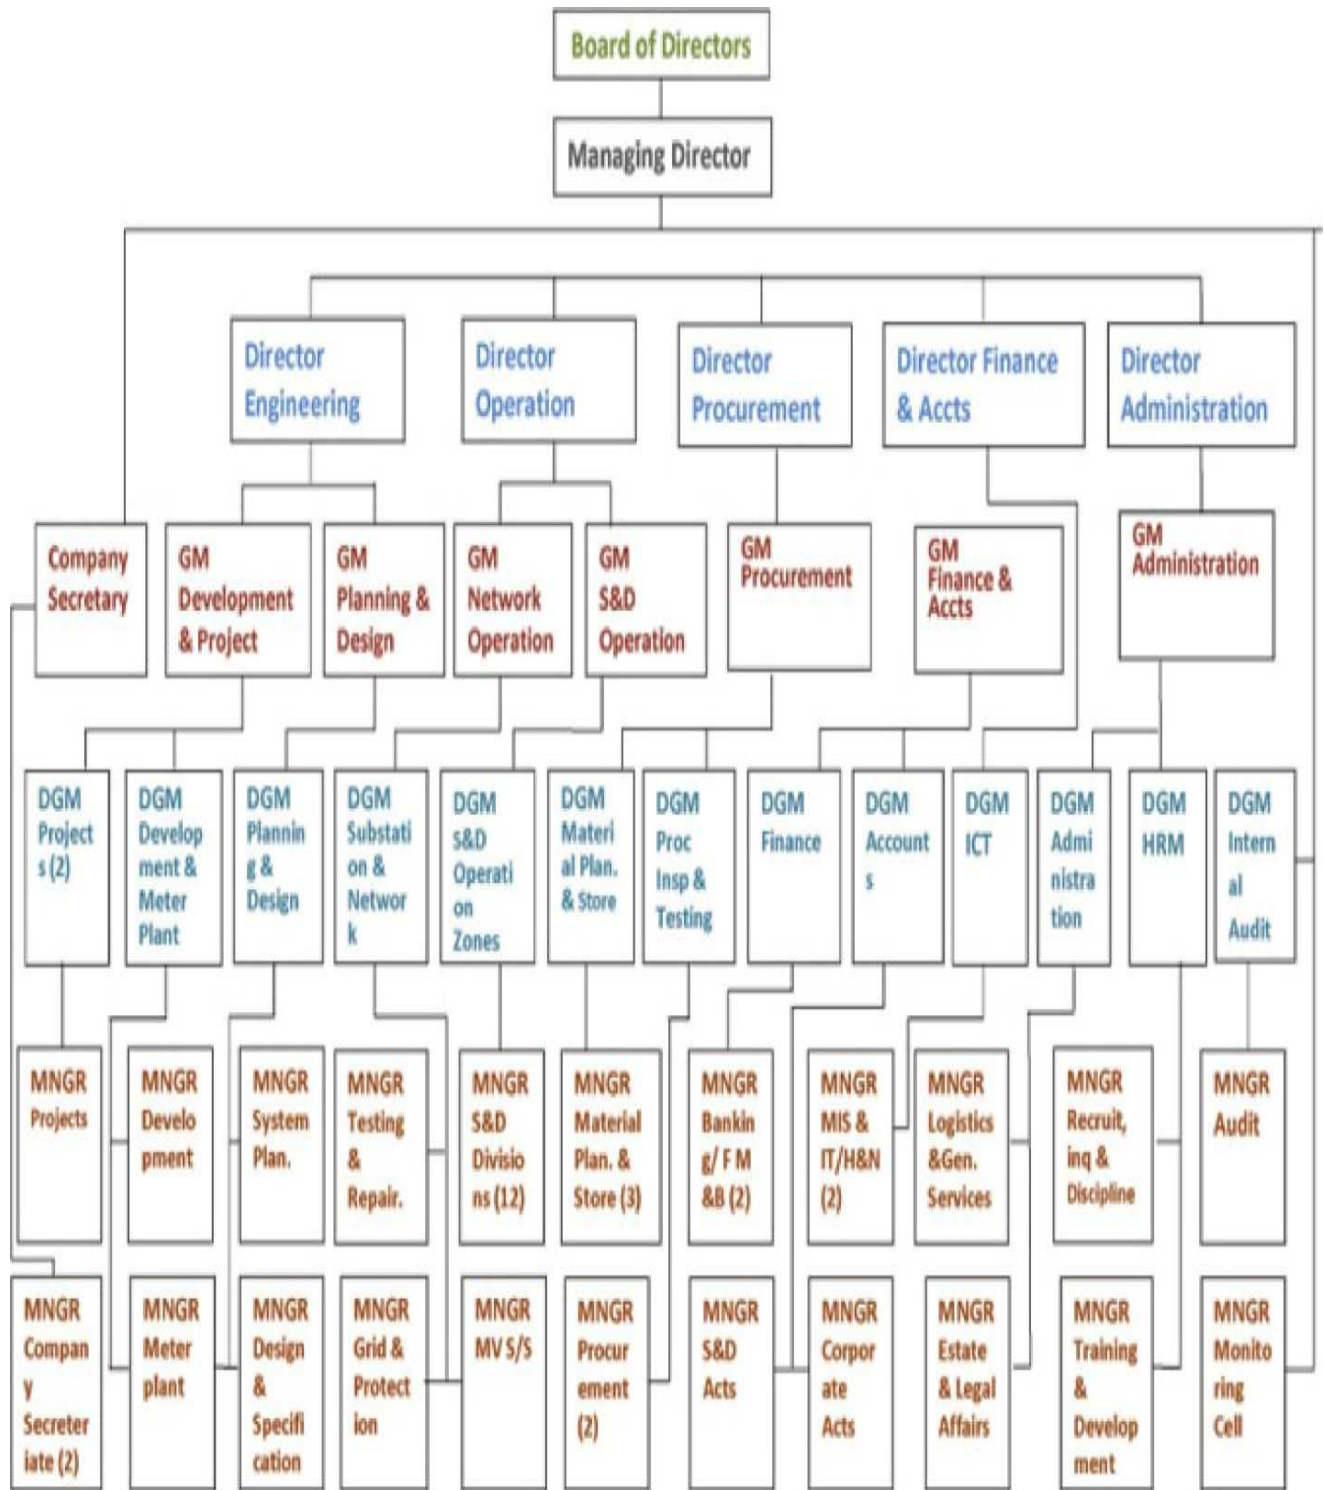 Board of Directors
Managing Director
Director
Engineering
Director
Operation
Director
Procurement
Director Finance
& Accts
Director
Administration
Company
Secretary
GM
Development
& Project
GM
Planning &
Design
GM
Network
Operation
GM
S&D
Operation
GM
Procurement
GM
Finance &
Accts
GM
Administration
DGM
Project
s (2)
DGM
Develop
ment &
Meter
Plant
DGM
Plannin
g &
Design
DGM
Substati
on &
Networ
k
DGM
S&D
Operati
on
Zones
DGM
Materi
al Plan.
& Store
DGM
Proc
Insp &
Testing
DGM
Finance
DGM
Account
s
DGM
ICT
DGM
Admi
nistra
tion
DGM
HRM
DGM
Intern
al
Audit
MNGR
Projects
MNGR
Develo
pment
MNGR
System
Plan.
MNGR
Testing
&
Repair.
MNGR
S&D
Divisio
ns (12)
MNGR
Material
Plan. &
Store (3)
MNGR
Bankin
g/ F M
&B (2)
MNGR
MIS &
IT/H&N
(2)
MNGR
Logistics
&Gen.
Services
MNGR
Recruit,
inq &
Discipline
MNGR
Audit
MNGR
Compan
y
Secreter
iate (2)
MNGR
Meter
plant
MNGR
Design
&
Specifi
cation
MNGR
Grid &
Protect
ion
MNGR
MV S/S
MNGR
Procur
ement
(2)
MNGR
S&D
Acts
MNGR
Corpor
ate
Acts
MNGR
Estate
& Legal
Affairs
MNGR
Training
&
Develop
ment
MNGR
Monito
ring
Cell